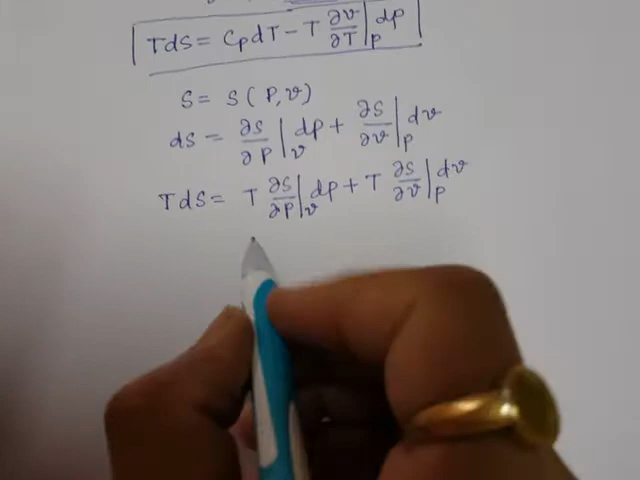 TdS = CpdT - T ∂v/∂T|p dp
S = S (P, v)
dS = ∂S/∂P|v dp + ∂S/∂v|p dv
TdS = T ∂S/∂P|v dp + T ∂S/∂v|p dv